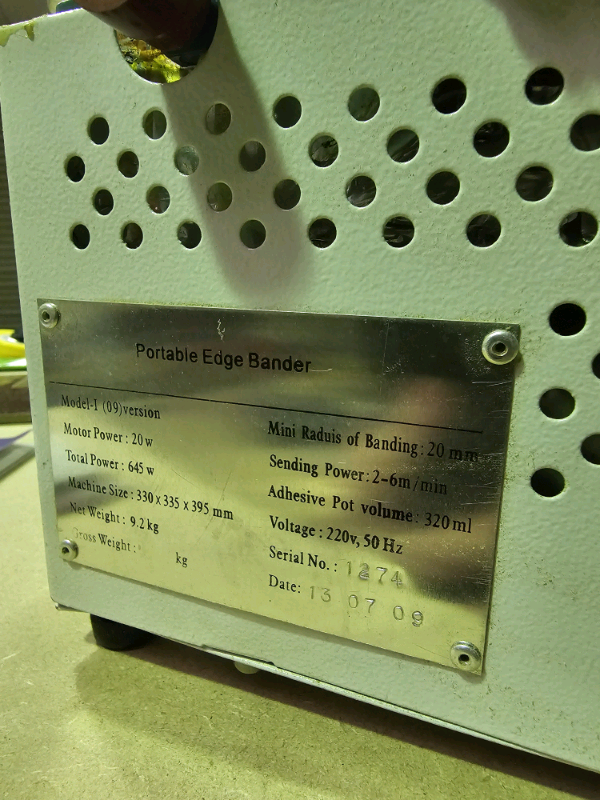 Portable Edge Bander
Model-I (09)version
Motor Power : 20 w
Total Power : 645 w
Machine Size : 330 x 335 x 395 mm
Net Weight : 9.2 kg
Gross Weight : kg
Mini Raduis of Banding : 20 mm
Sending Power : 2-6m/min
Adhesive Pot volume : 320 ml
Voltage : 220v, 50 Hz
Serial No. : 1274
Date: 13 07 09